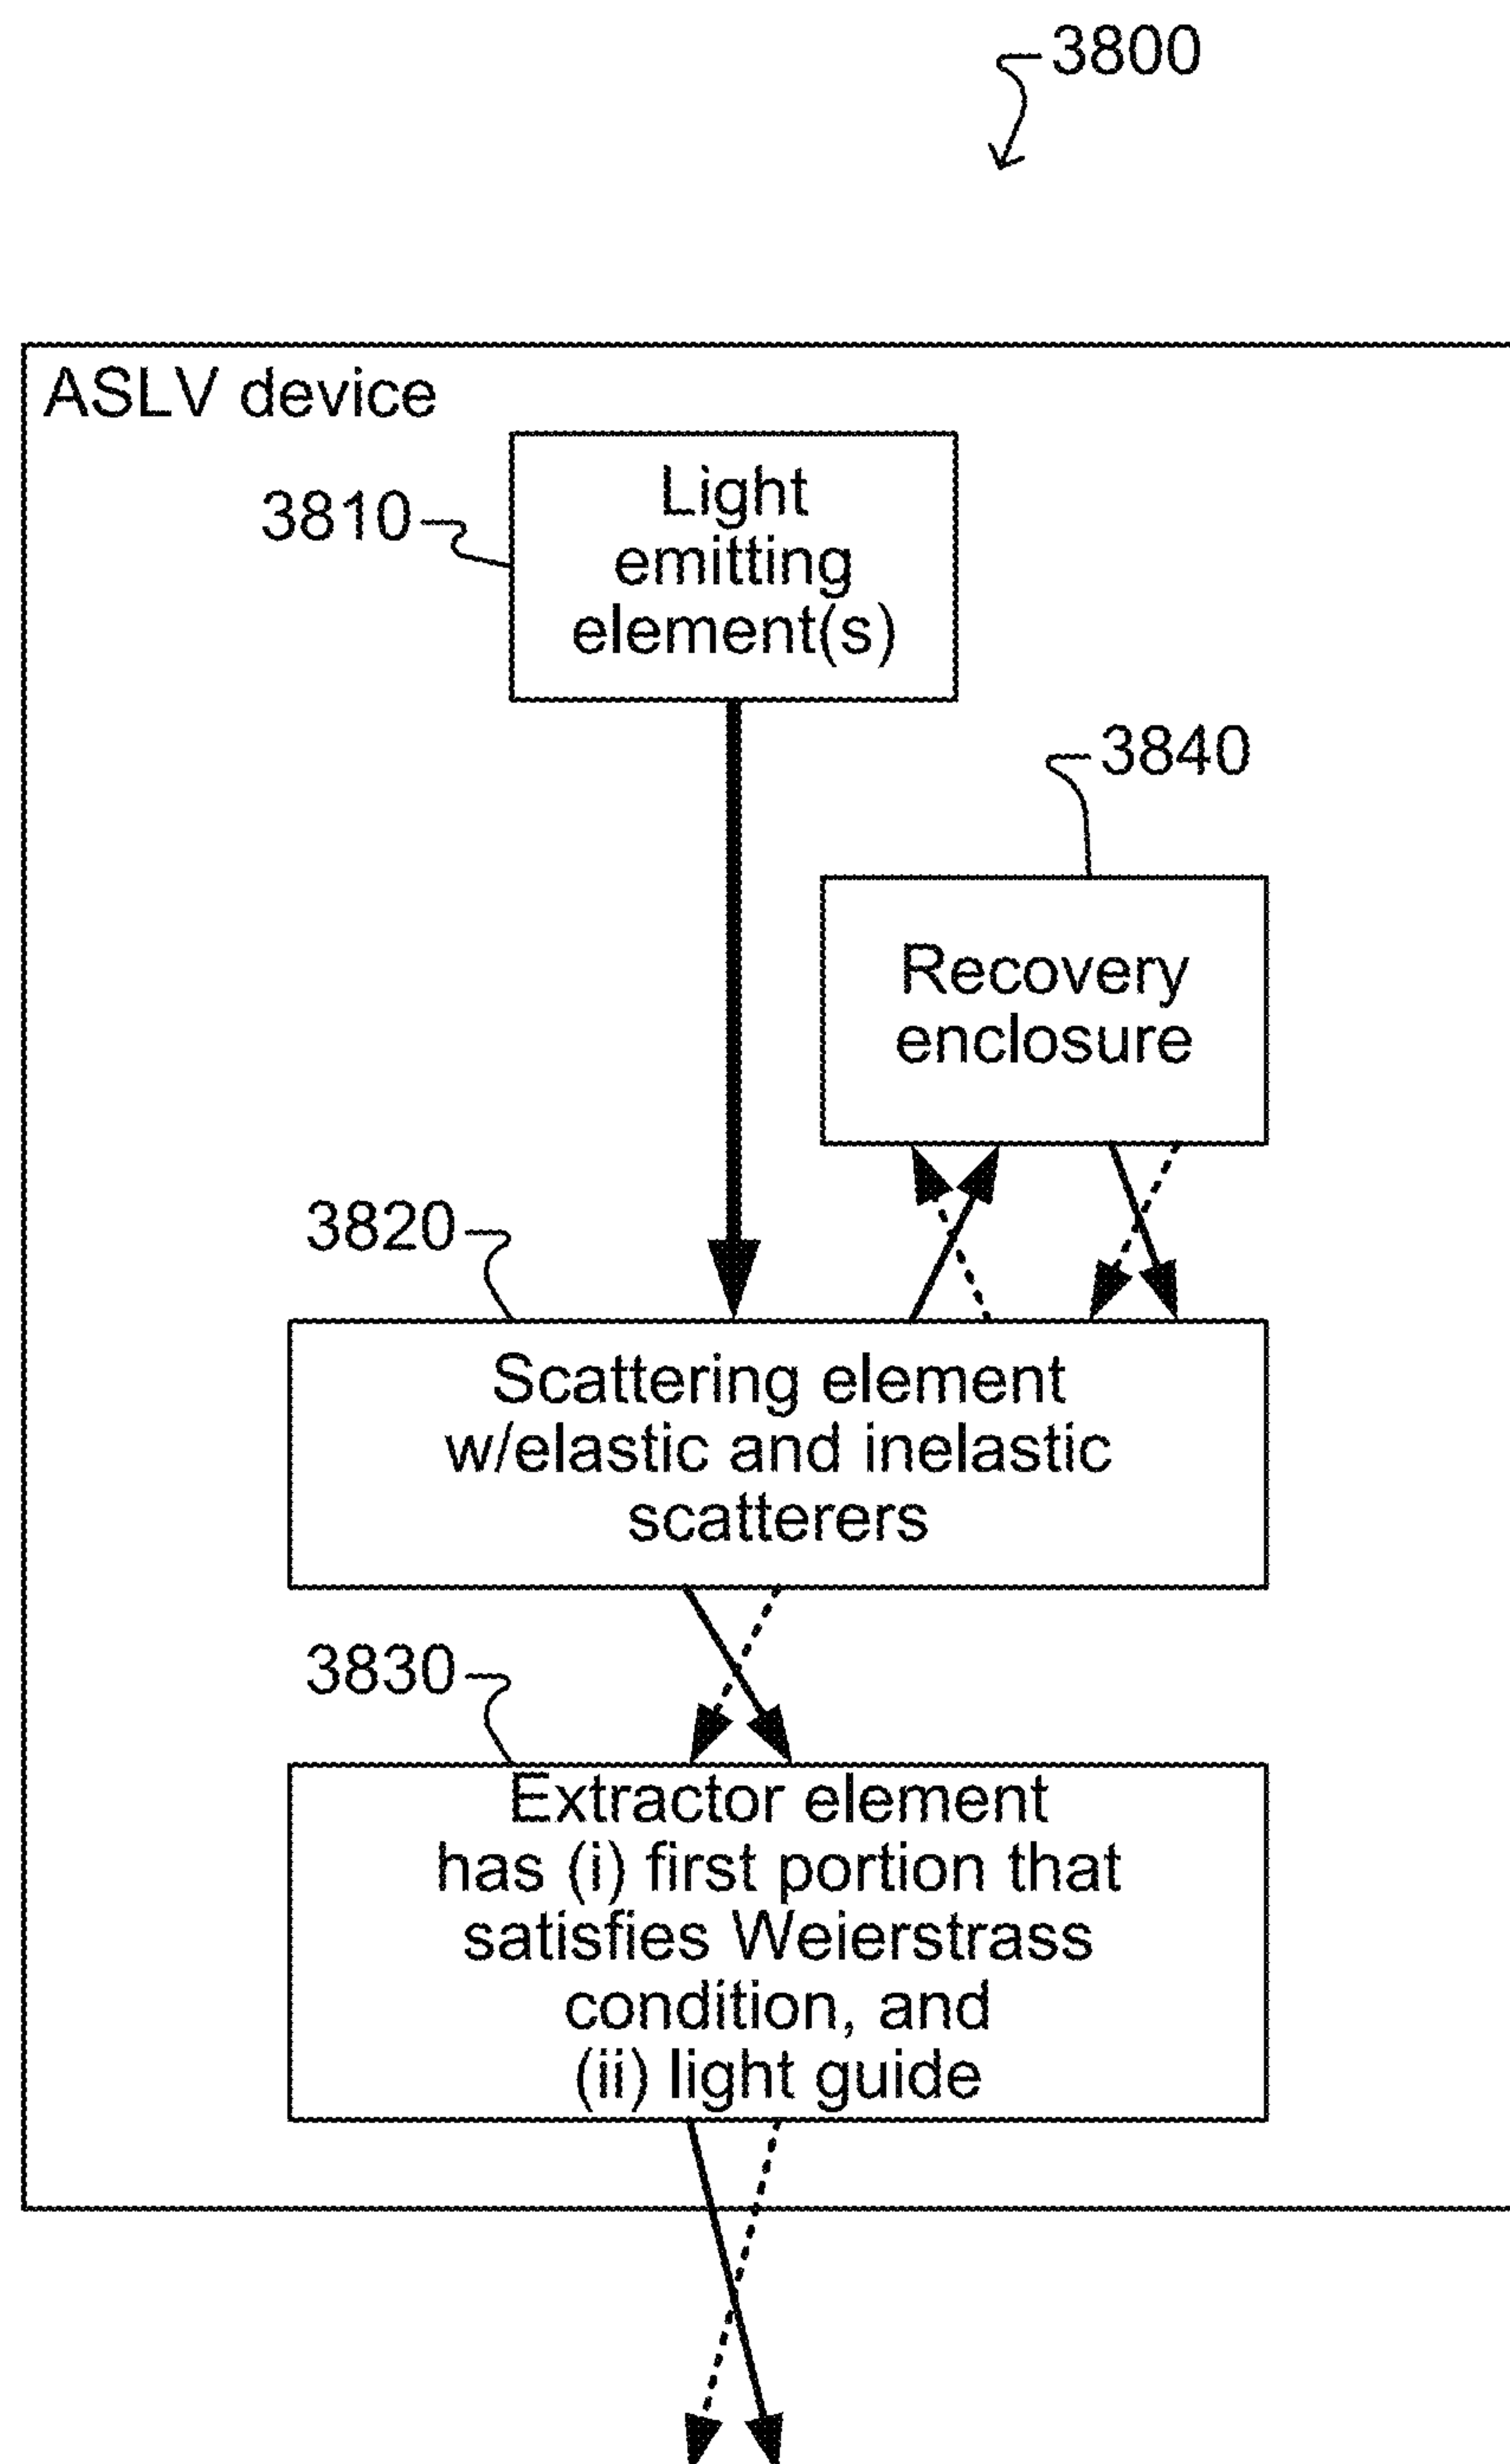 3800
ASLV device
3810
Light
emitting
element(s)
3840
Recovery
enclosure
3820
Scattering element
w/elastic and inelastic
scatterers
3830
Extractor element
has (i) first portion that
satisfies Weierstrass
condition, and
(ii) light guide